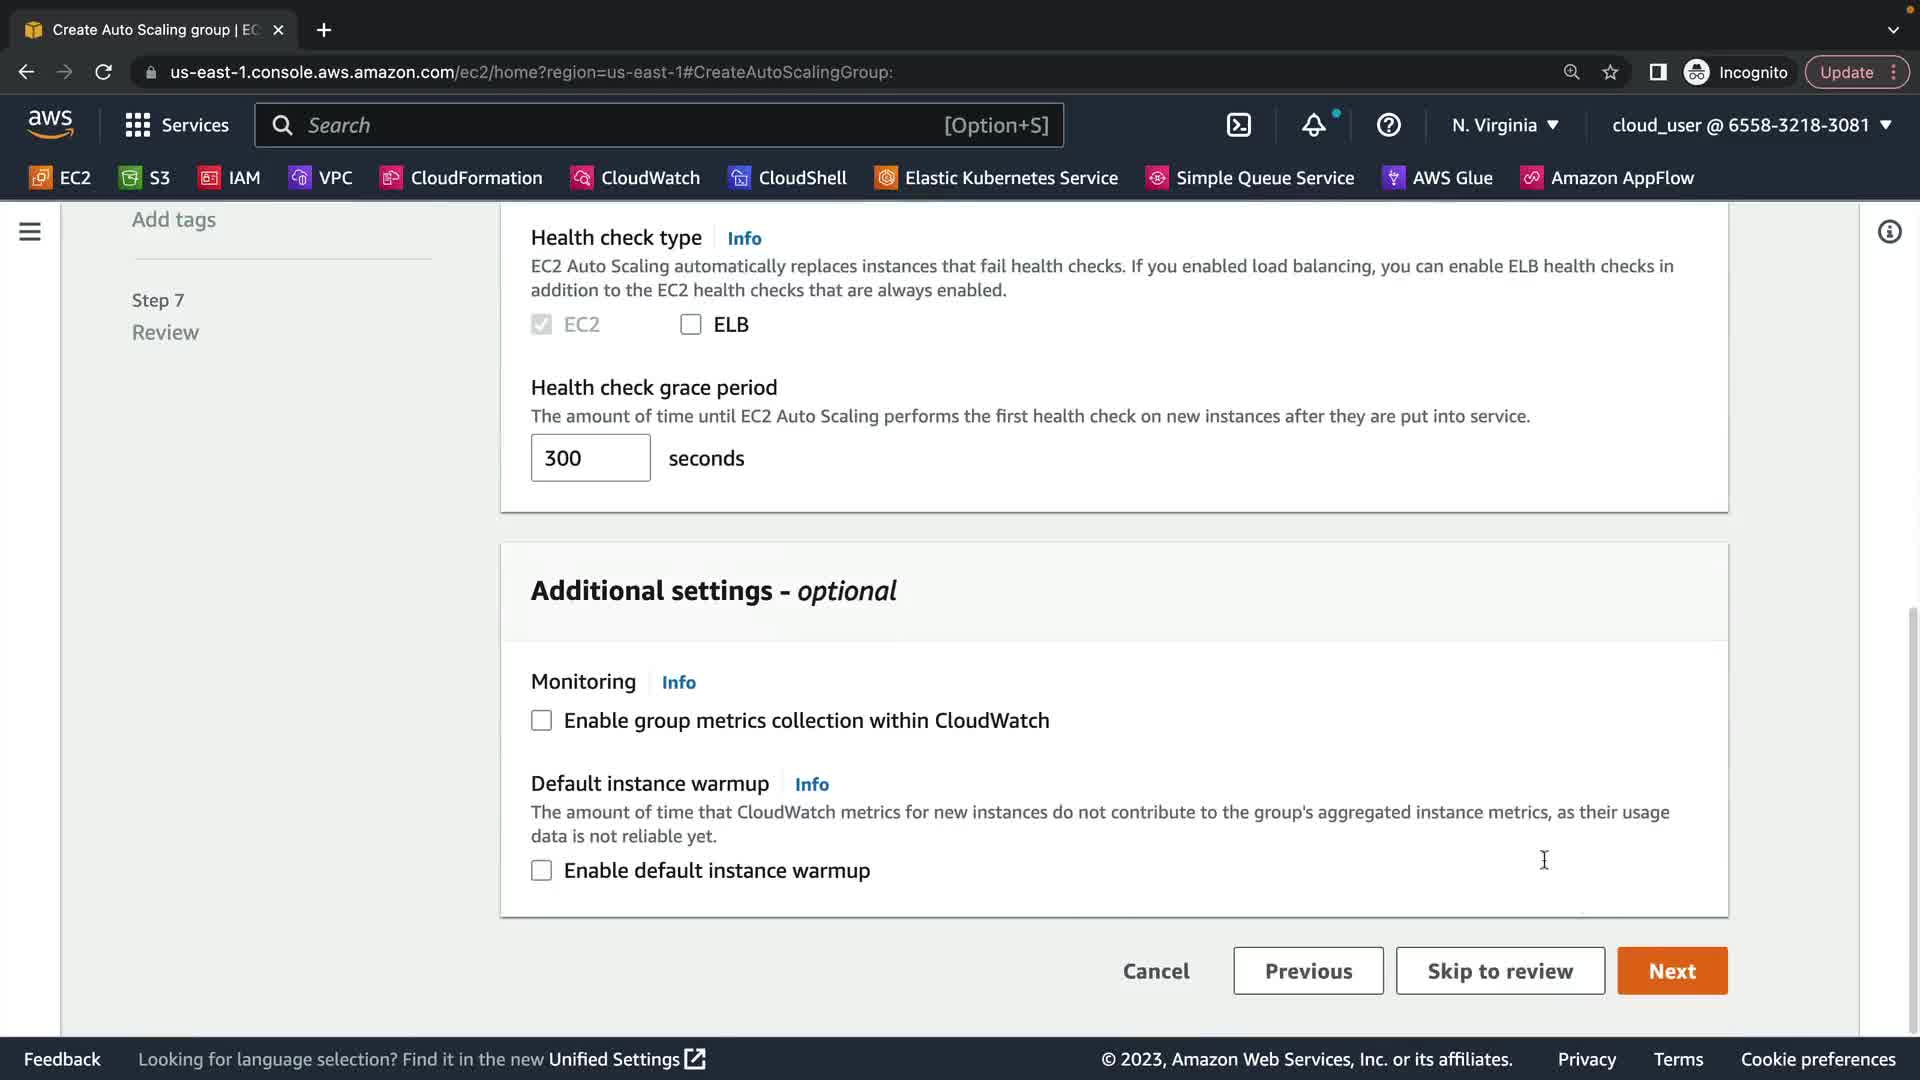 Create Auto Scaling group | EC
us-east-1.console.aws.amazon.com/ec2/home?region=us-east-1#CreateAutoScalingGroup:
Incognito
Update
aws
Services
Search
[Option+S]
N. Virginia
cloud_user @ 6558-3218-3081
EC2
S3
IAM
VPC
CloudFormation
CloudWatch
CloudShell
Elastic Kubernetes Service
Simple Queue Service
AWS Glue
Amazon AppFlow
Add tags
Step 7
Review
Health check type
Info
EC2 Auto Scaling automatically replaces instances that fail health checks. If you enabled load balancing, you can enable ELB health checks in
addition to the EC2 health checks that are always enabled.
EC2
ELB
Health check grace period
The amount of time until EC2 Auto Scaling performs the first health check on new instances after they are put into service.
300
seconds
Additional settings - optional
Monitoring
Info
Enable group metrics collection within CloudWatch
Default instance warmup
Info
The amount of time that CloudWatch metrics for new instances do not contribute to the group's aggregated instance metrics, as their usage
data is not reliable yet.
Enable default instance warmup
Cancel
Previous
Skip to review
Next
Feedback
Looking for language selection? Find it in the new Unified Settings
© 2023, Amazon Web Services, Inc. or its affiliates.
Privacy
Terms
Cookie preferences